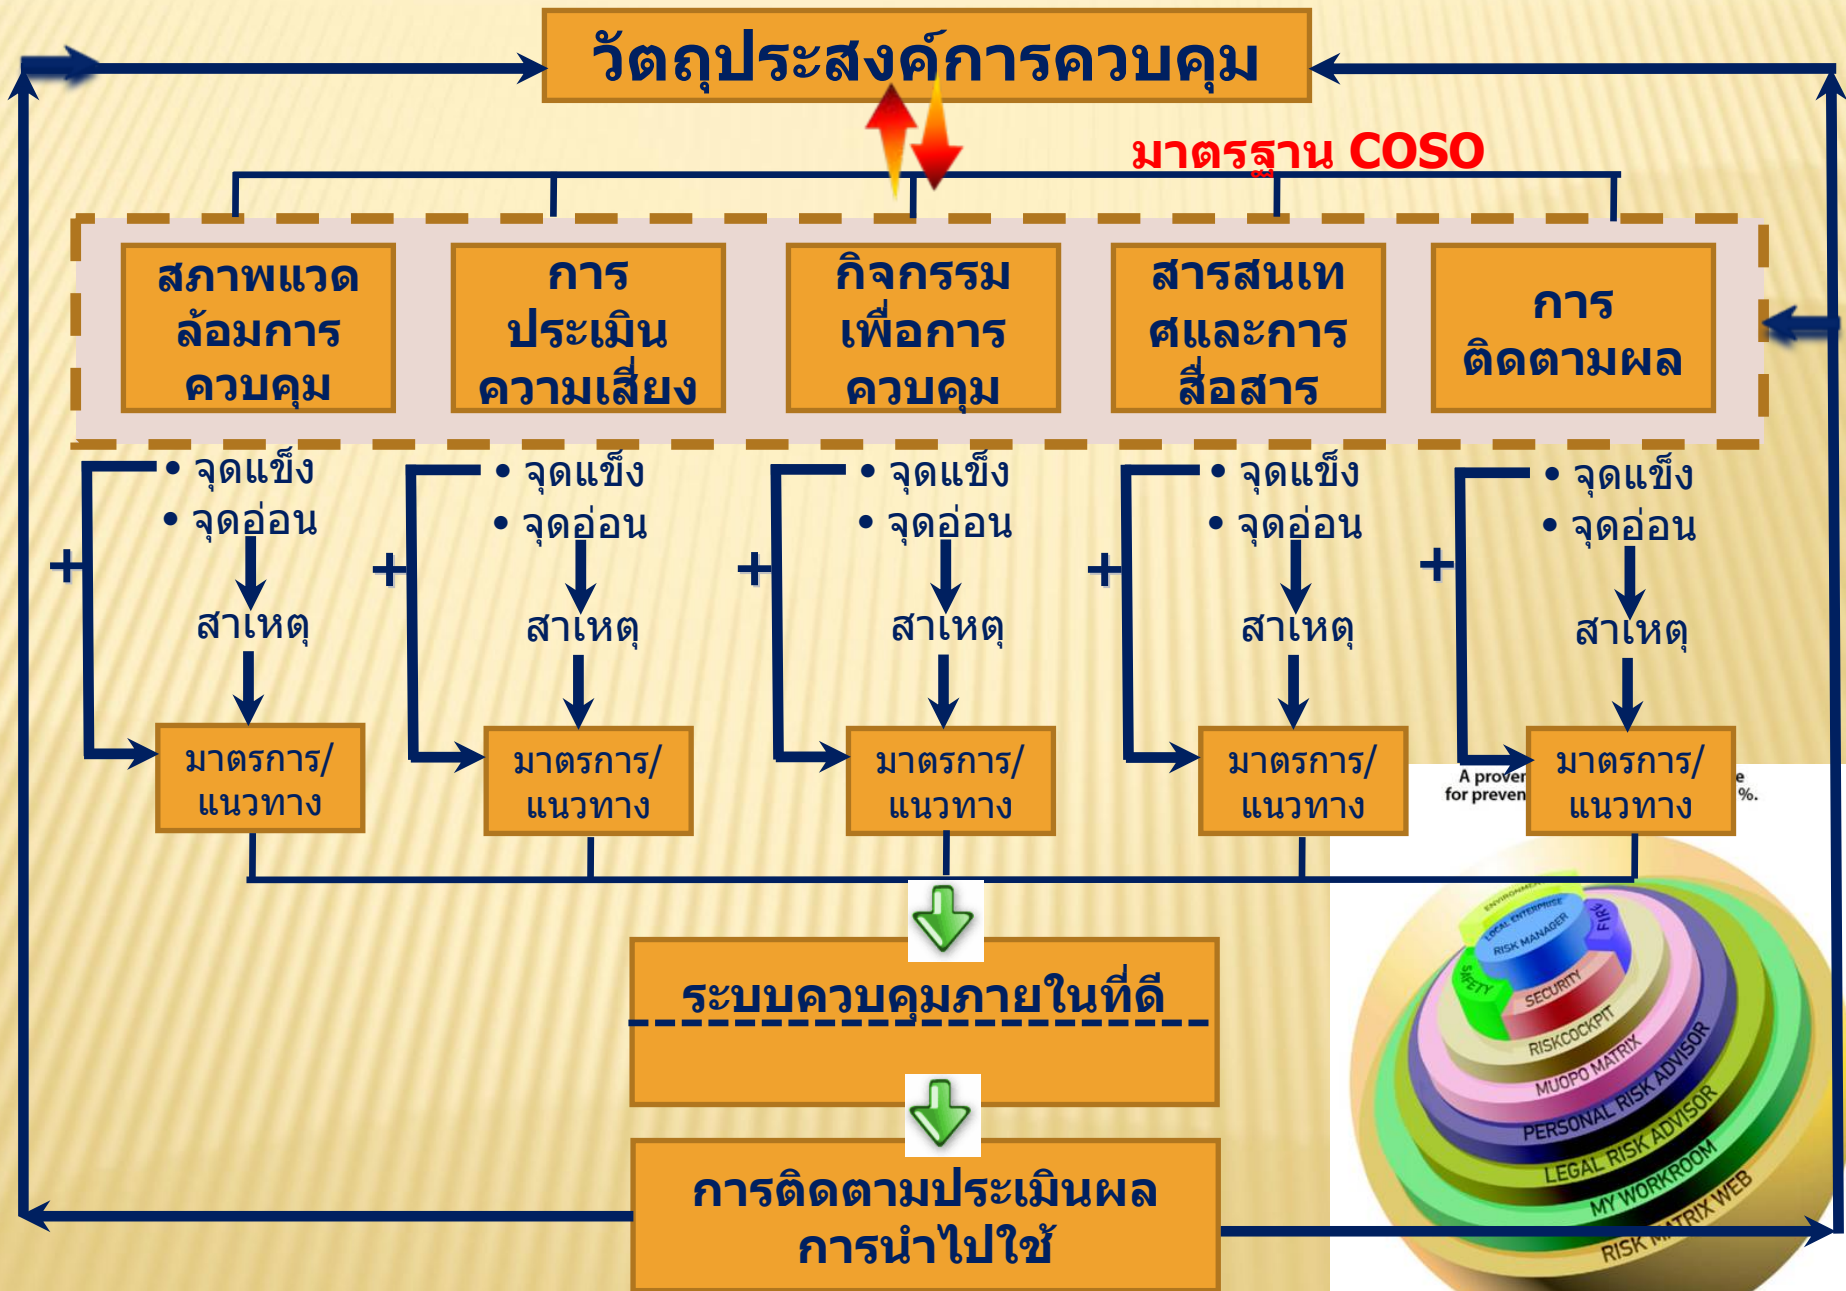 วัตถุประสงค์การควบคุม
มาตรฐาน COSO
สภาพแวด
ล้อมการ
ควบคุม
การ
ประเมิน
ความเสี่ยง
กิจกรรม
เพื่อการ
ควบคุม
สารสนเท
ศและการ
สื่อสาร
การ
ติดตามผล
• จุดแข็ง
• จุดอ่อน
+
สาเหตุ
มาตรการ/
แนวทาง
• จุดแข็ง
• จุดอ่อน
+
สาเหตุ
มาตรการ/
แนวทาง
• จุดแข็ง
• จุดอ่อน
+
สาเหตุ
มาตรการ/
แนวทาง
• จุดแข็ง
• จุดอ่อน
+
สาเหตุ
มาตรการ/
แนวทาง
• จุดแข็ง
• จุดอ่อน
+
สาเหตุ
มาตรการ/
แนวทาง
A
for
%.
ระบบควบคุมภายในที่ดี
การติดตามประเมินผล
การนำไปใช้
LOCAL ENTERPRISE
RISK MANAGER
FIRE
SAFETY
SECURITY
RISKCOCKPIT
MUOPO MATRIX
PERSONAL RISK ADVISOR
LEGAL RISK ADVISOR
MY WORKROOM
RISK MATRIX WEB